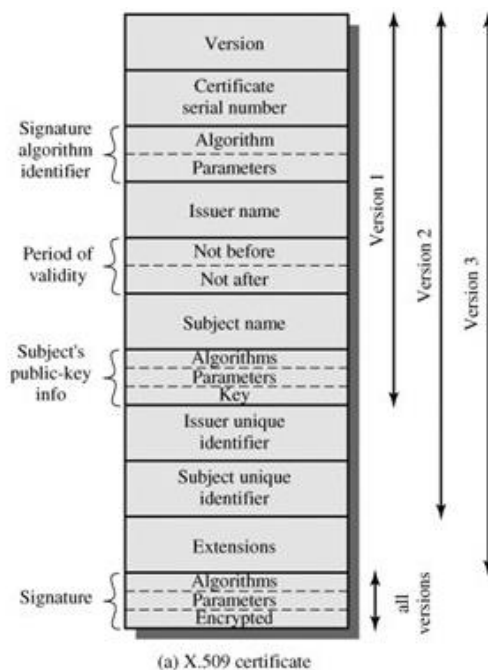 Version
Certificate
serial number
Signature
algorithm
identifier
Algorithm
Parameters
Issuer name
Period of
validity
Not before
Not after
Subject name
Subject's
public-key
info
Algorithms
Parameters
Key
Issuer unique
identifier
Subject unique
identifier
Extensions
Signature
Algorithms
Parameters
Encrypted
Version 1
Version 2
Version 3
all
versions
(a) X.509 certificate